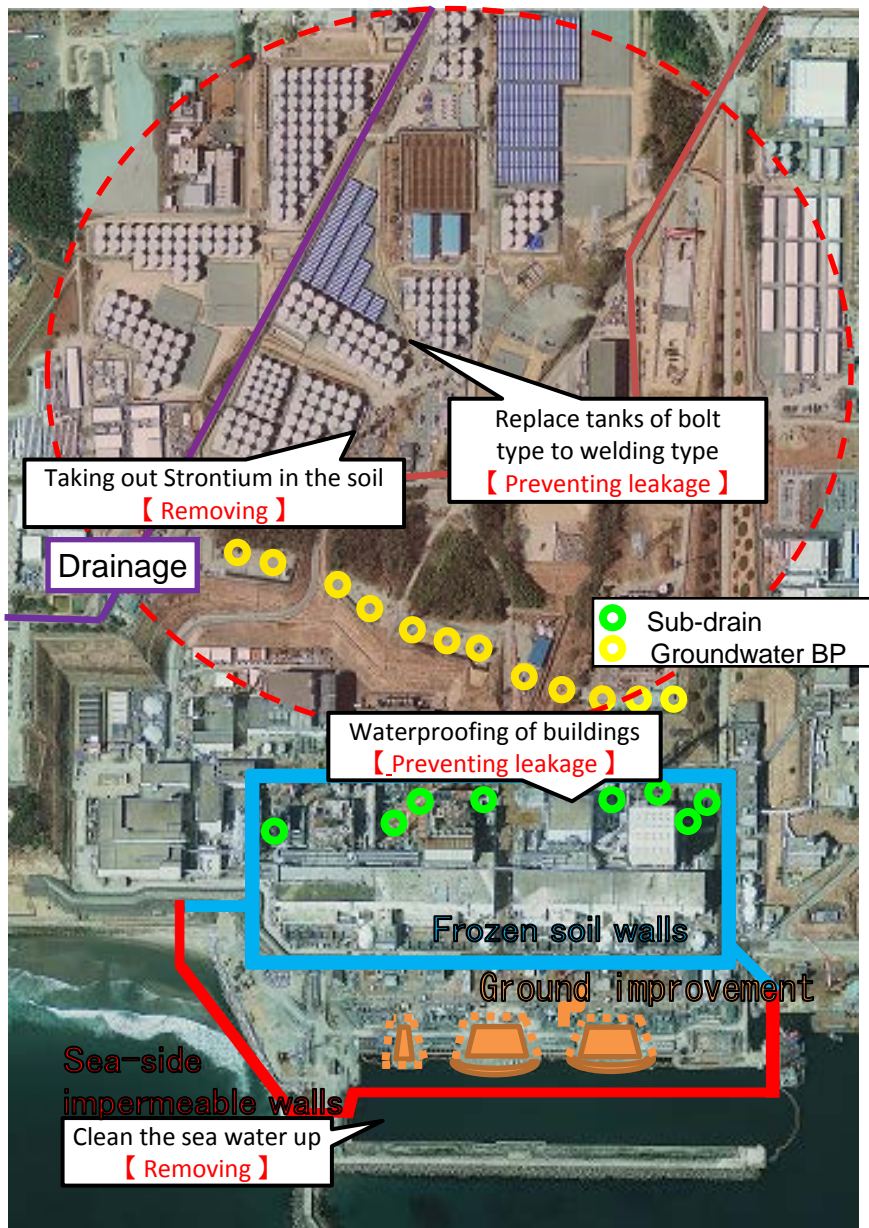 Replace tanks of bolt
type to welding type
【 Preventing leakage 】
Taking out Strontium in the soil
【 Removing 】
Drainage
Sub-drain
Groundwater BP
Waterproofing of buildings
【 Preventing leakage 】
Frozen soil walls
Ground improvement
Sea-side
impermeable walls
Clean the sea water up
【 Removing 】